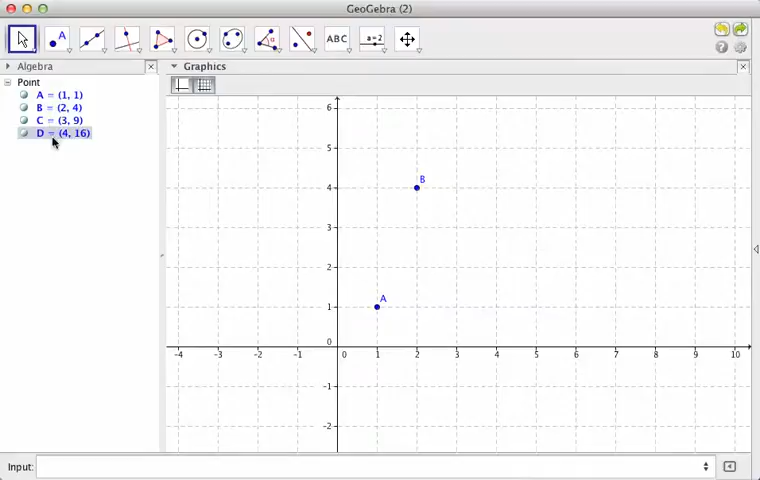 GeoGebra (2)
A
ABC
a=2
?
Algebra
Graphics
Point
A = (1, 1)
B = (2, 4)
C = (3, 9)
D = (4, 16)
6
5
B
4
3
2
A
1
0
-4 -3 -2 -1 0 1 2 3 4 5 6 7 8 9 10
-1
-2
Input: